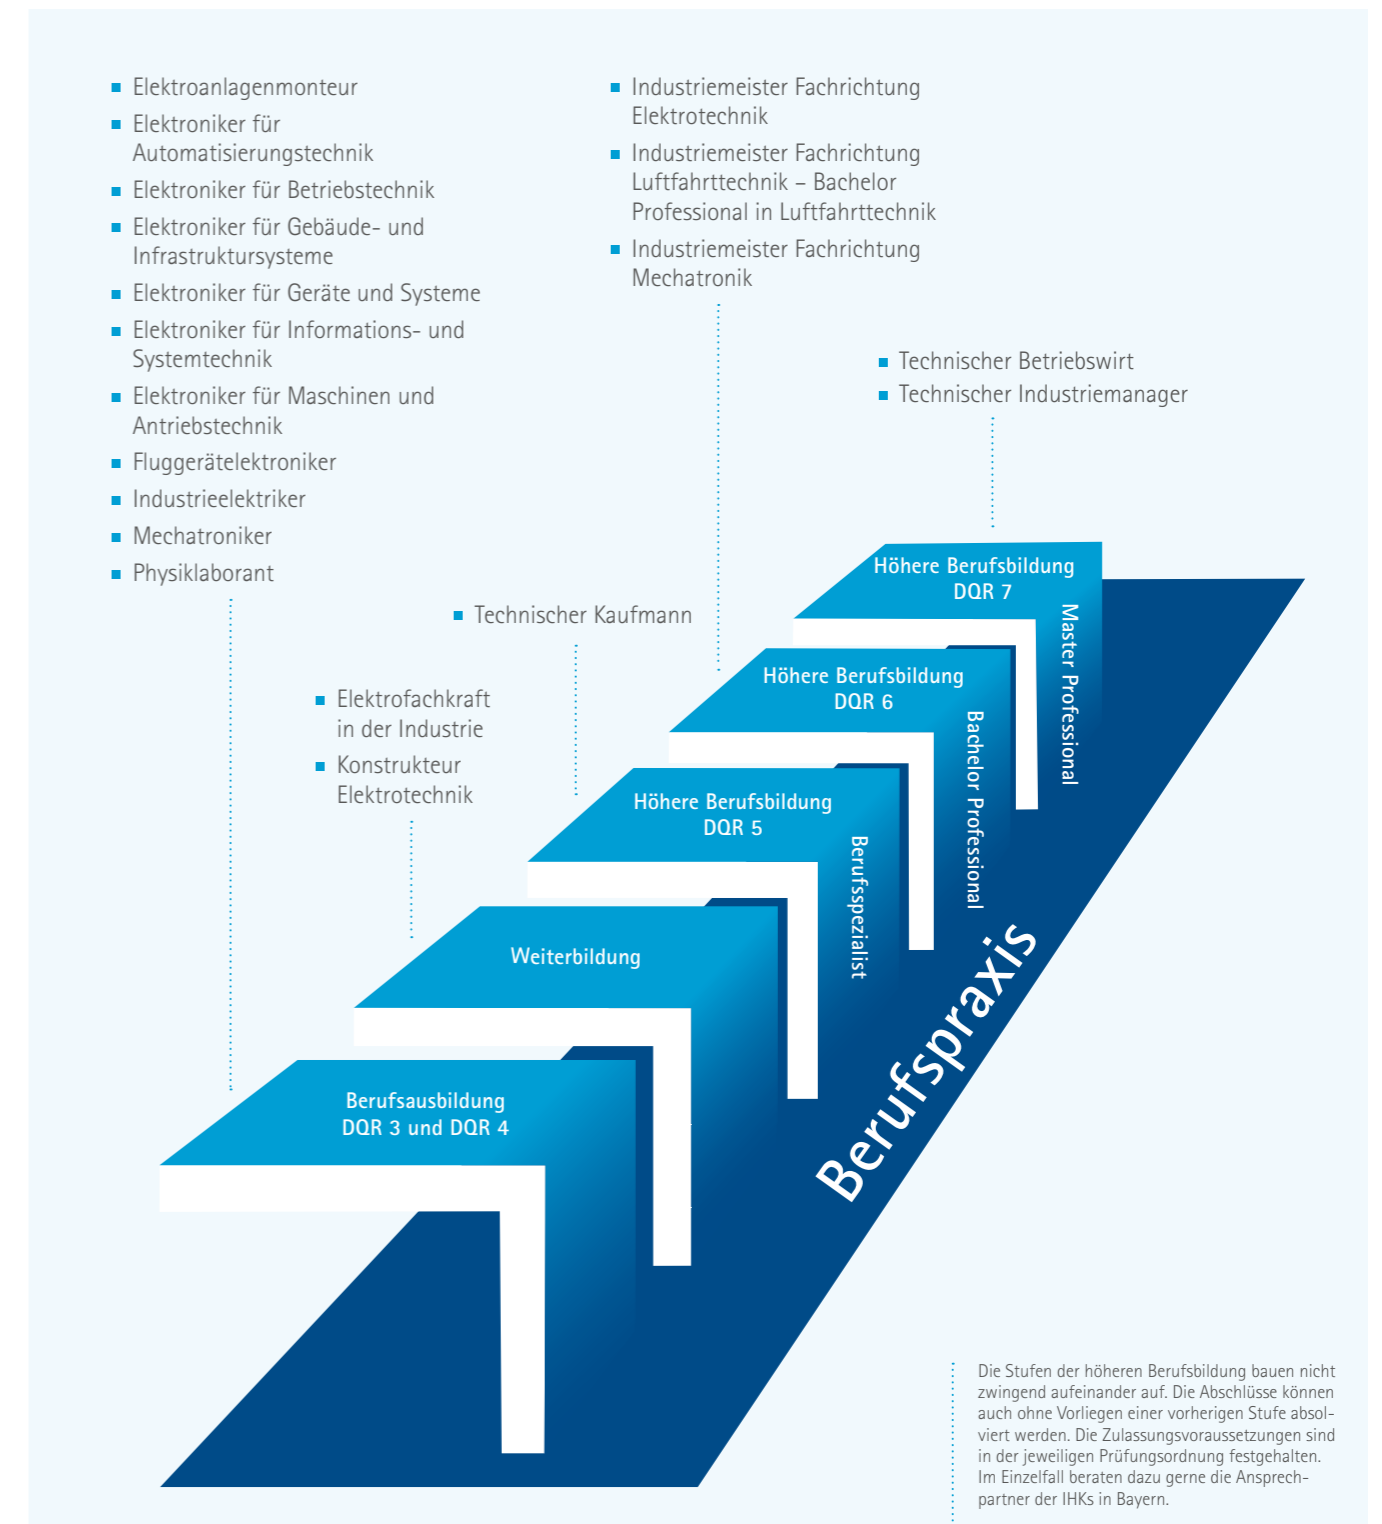 Elektroanlagenmonteur
Elektroniker für
Automatisierungstechnik
Elektroniker für Betriebstechnik
Elektroniker für Gebäude- und
Infrastruktursysteme
Elektroniker für Geräte und Systeme
Elektroniker für Informations- und
Systemtechnik
Elektroniker für Maschinen und
Antriebstechnik
Fluggerätelektroniker
Industrieelektriker
Mechatroniker
Physiklaborant
Industriemeister Fachrichtung
Elektrotechnik
Industriemeister Fachrichtung
Luftfahrttechnik – Bachelor
Professional in Luftfahrttechnik
Industriemeister Fachrichtung
Mechatronik
Technischer Betriebswirt
Technischer Industriemanager
Technischer Kaufmann
Elektrofachkraft
in der Industrie
Konstrukteur
Elektrotechnik
Höhere Berufsbildung
DQR 7
Master Professional
Höhere Berufsbildung
DQR 6
Bachelor Professional
Höhere Berufsbildung
DQR 5
Berufsspezialist
Weiterbildung
Berufsausbildung
DQR 3 und DQR 4
Berufspraxis
Die Stufen der höheren Berufsbildung bauen nicht
zwingend aufeinander auf. Die Abschlüsse können
auch ohne Vorliegen einer vorherigen Stufe absol-
viert werden. Die Zulassungsvoraussetzungen sind
in der jeweiligen Prüfungsordnung festgehalten.
Im Einzelfall beraten dazu gerne die Ansprech-
partner der IHKs in Bayern.